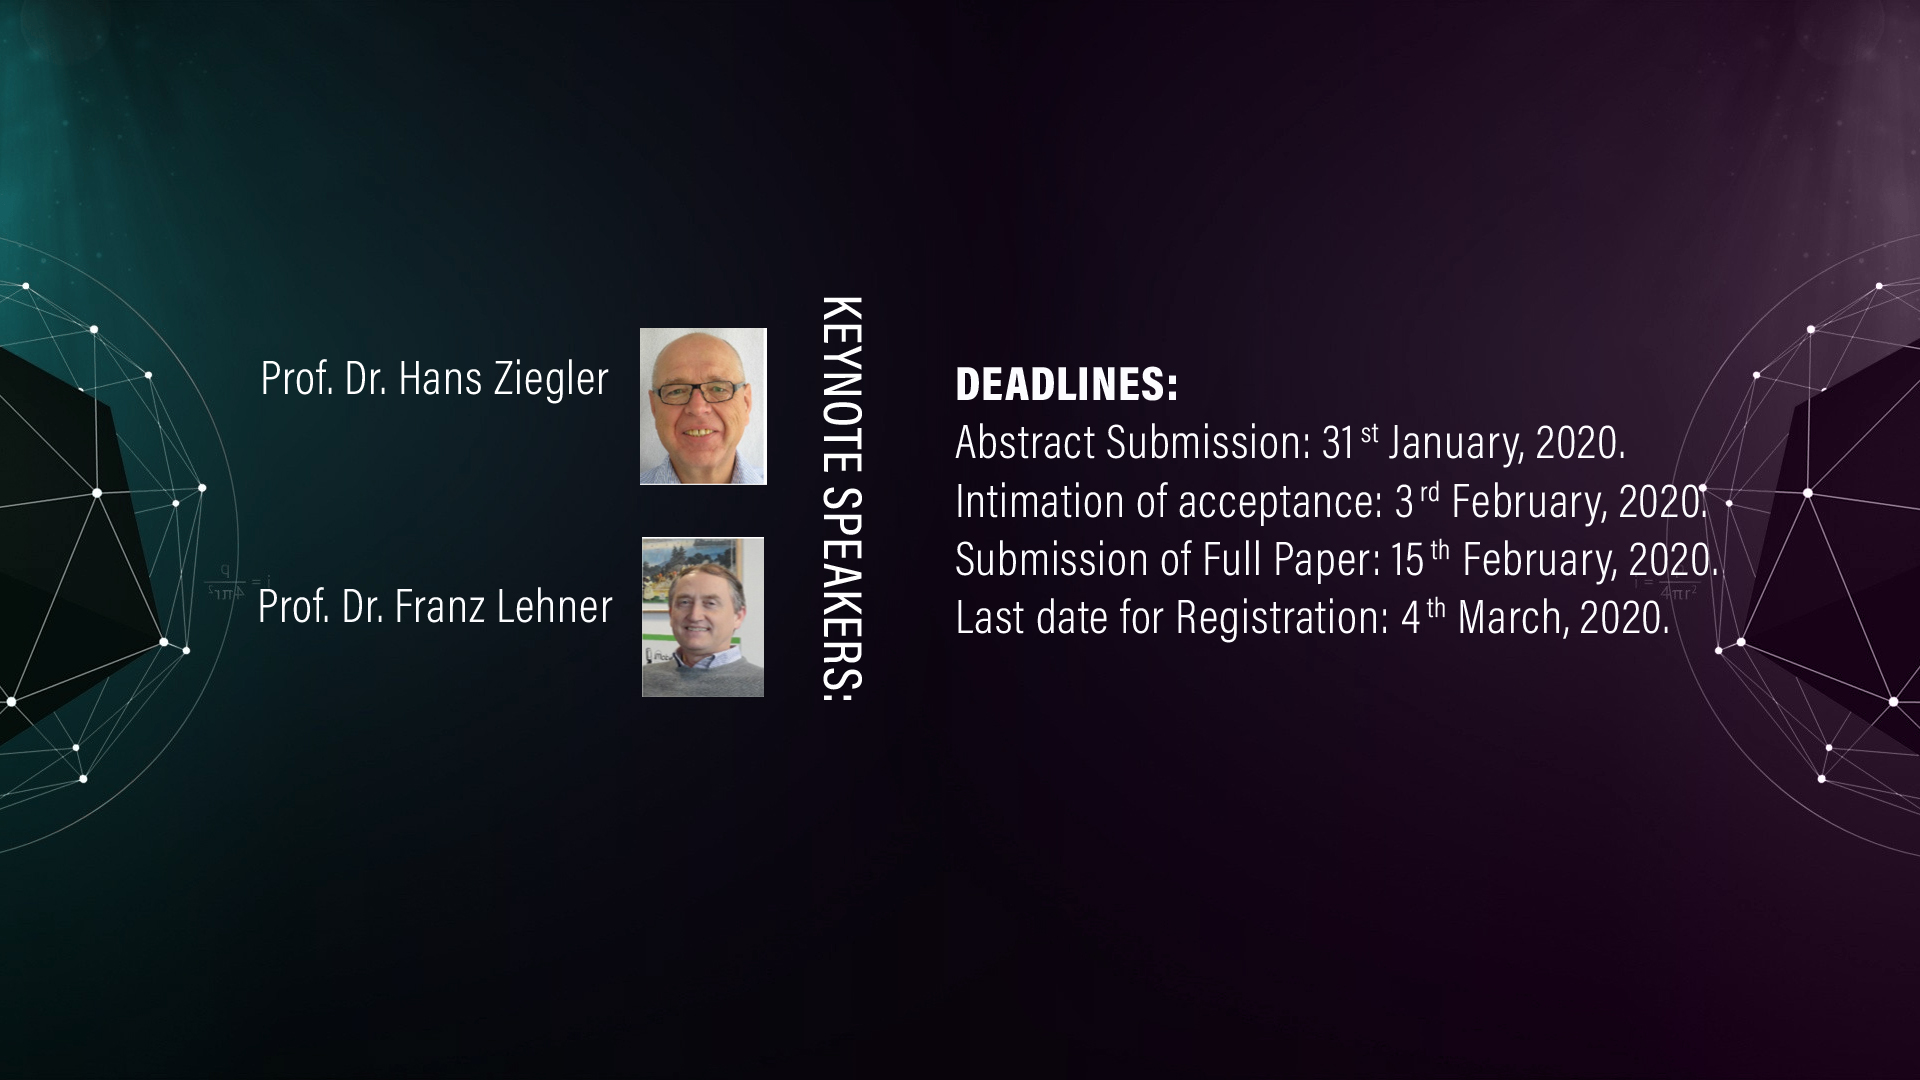 Prof. Dr. Hans Ziegler
Prof. Dr. Franz Lehner
KEYNOTE SPEAKERS:
DEADLINES:
Abstract Submission: 31st January, 2020.
Intimation of acceptance: 3rd February, 2020.
Submission of Full Paper: 15th February, 2020.
Last date for Registration: 4th March, 2020.